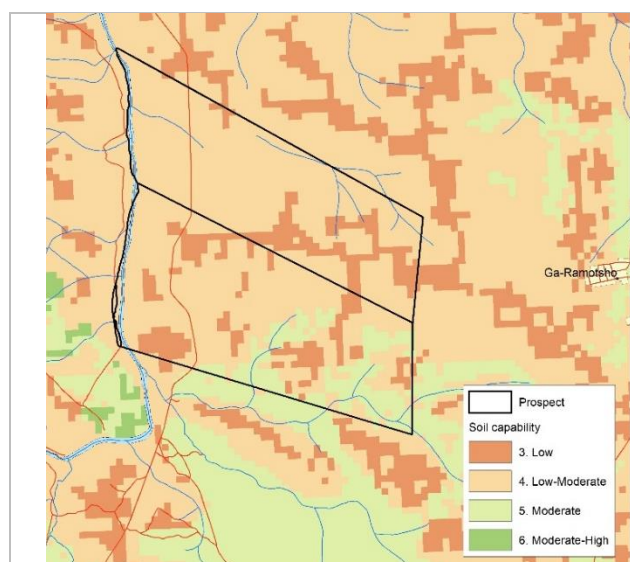 Ga-Ramotsho
Prospect
Soil capability
3. Low
4. Low-Moderate
5. Moderate
6. Moderate-High